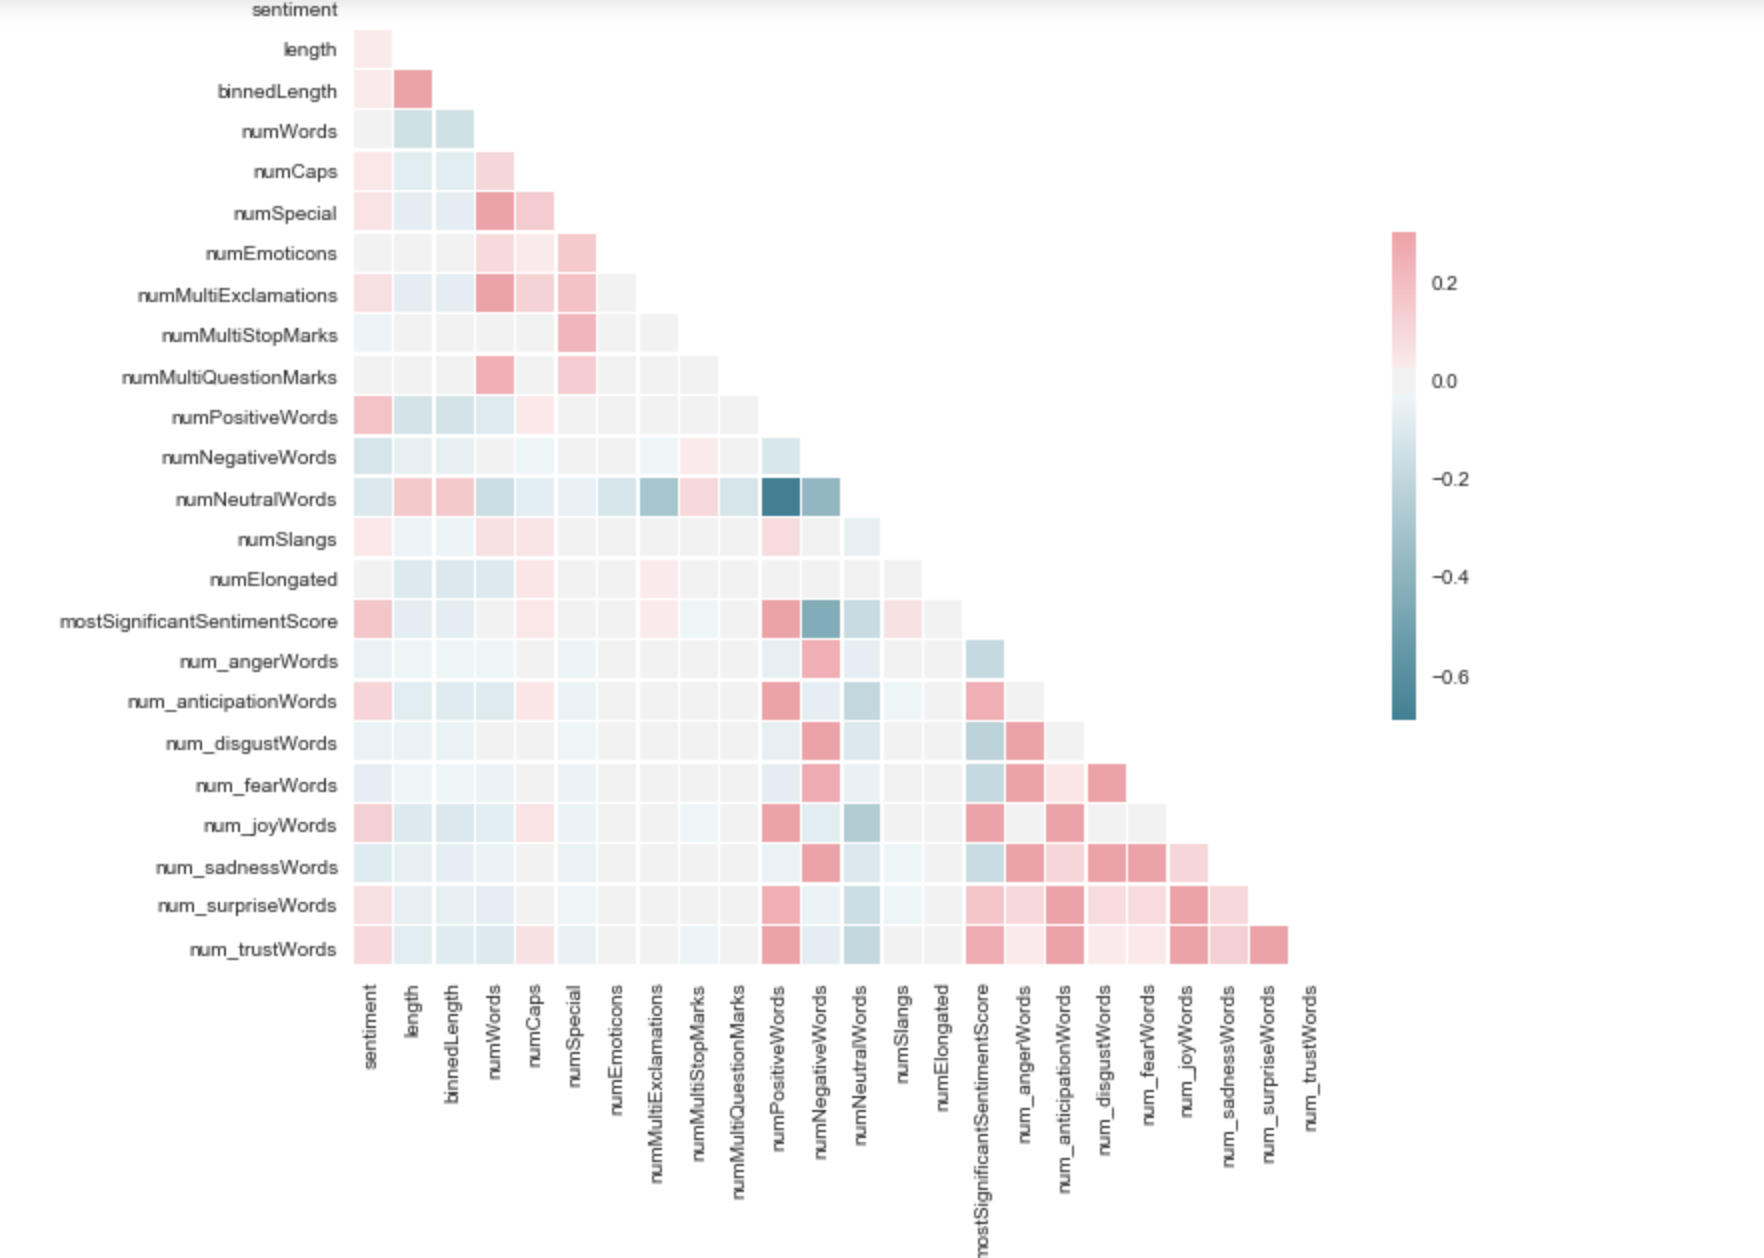 sentiment
length
binnedLength
numWords
numCaps
numSpecial
numEmoticons
numMultiExclamations
numMultiStopMarks
numMultiQuestionMarks
numPositiveWords
numNegativeWords
numNeutralWords
numSlangs
numElongated
mostSignificantSentimentScore
num_angerWords
num_anticipationWords
num_disgustWords
num_fearWords
num_joyWords
num_sadnessWords
num_surpriseWords
num_trustWords
0.2
0.0
−0.2
−0.4
−0.6
sentiment
length
binnedLength
numWords
numCaps
numSpecial
numEmoticons
numMultiExclamations
numMultiStopMarks
numMultiQuestionMarks
numPositiveWords
numNegativeWords
numNeutralWords
numSlangs
numElongated
mostSignificantSentimentScore
num_angerWords
num_anticipationWords
num_disgustWords
num_fearWords
num_joyWords
num_sadnessWords
num_surpriseWords
num_trustWords